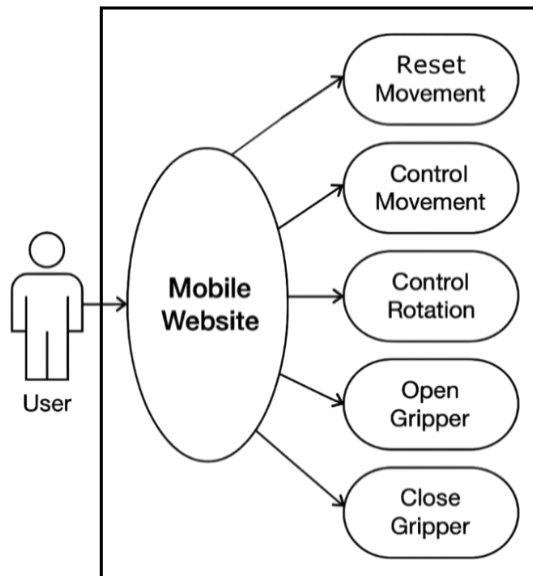 User
Mobile
Website
Reset
Movement
Control
Movement
Control
Rotation
Open
Gripper
Close
Gripper